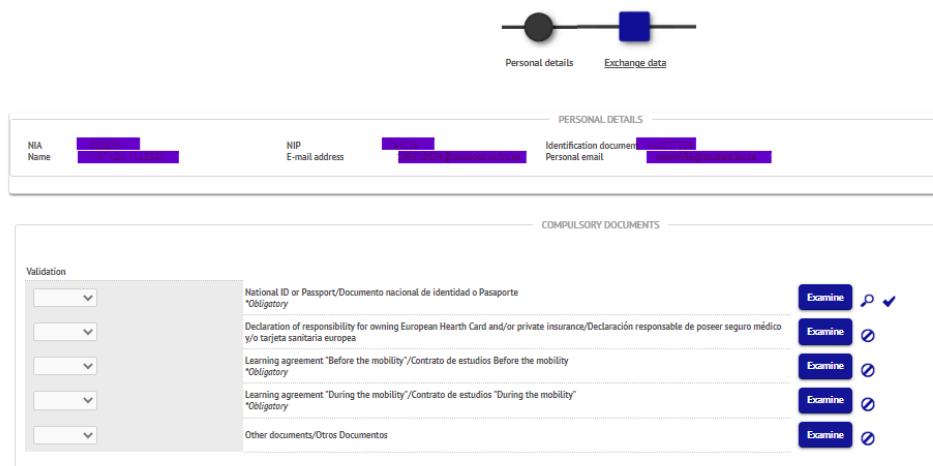 Personal details Exchange data
PERSONAL DETAILS
NIA NIP Identification document
Name E-mail address Personal email
COMPULSORY DOCUMENTS
Validation
National ID or Passport/Documento nacional de identidad o Pasaporte
*Obligatory
Examine
Declaration of responsibility for owning European Hearth Card and/or private insurance/Declaración responsable de poseer seguro médico
y/o tarjeta sanitaria europea
Examine
Learning agreement "Before the mobility"/Contrato de estudios Before the mobility
*Obligatory
Examine
Learning agreement "During the mobility"/Contrato de estudios "During the mobility"
*Obligatory
Examine
Other documents/Otros Documentos
Examine